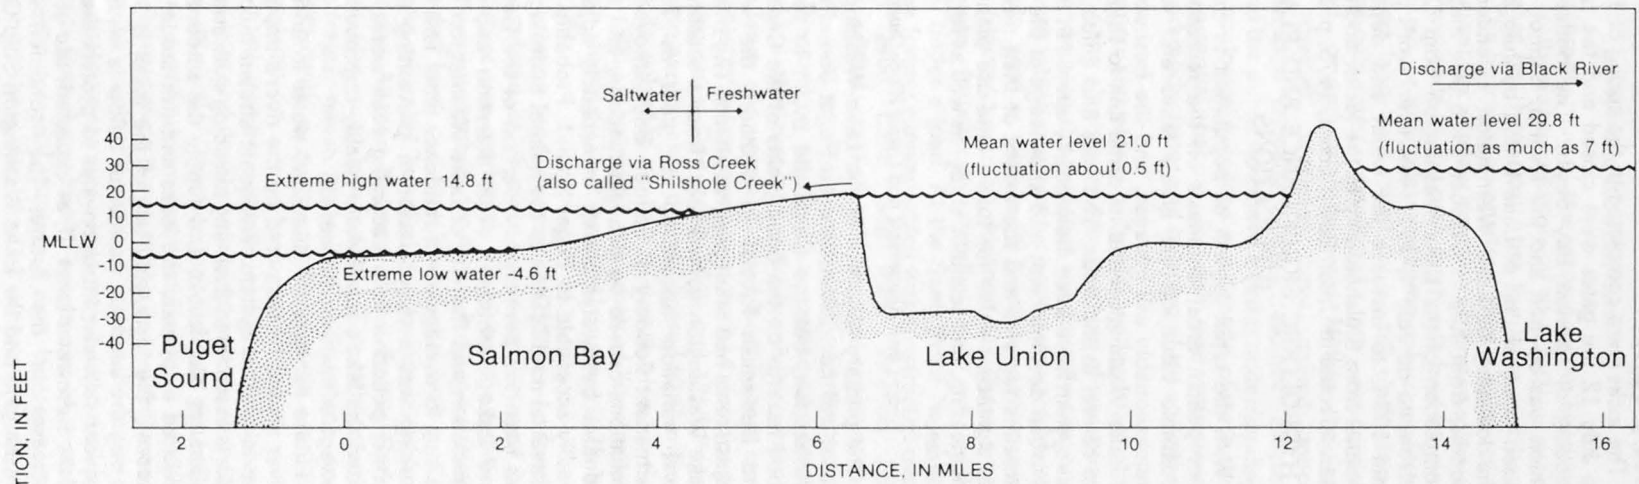 Discharge via Black River
Saltwater Freshwater
Mean water level 21.0 ft
(fluctuation about 0.5 ft)
Mean water level 29.8 ft
(fluctuation as much as 7 ft)
Discharge via Ross Creek
(also called "Shilshole Creek")
Extreme high water 14.8 ft
Extreme low water -4.6 ft
40
30
20
10
MLLW 0
-10
-20
-30
-40
Puget
Sound
Salmon Bay
Lake Union
Lake
Washington
TION, IN FEET
2 0 2 4 6 8 10 12 14 16
DISTANCE, IN MILES